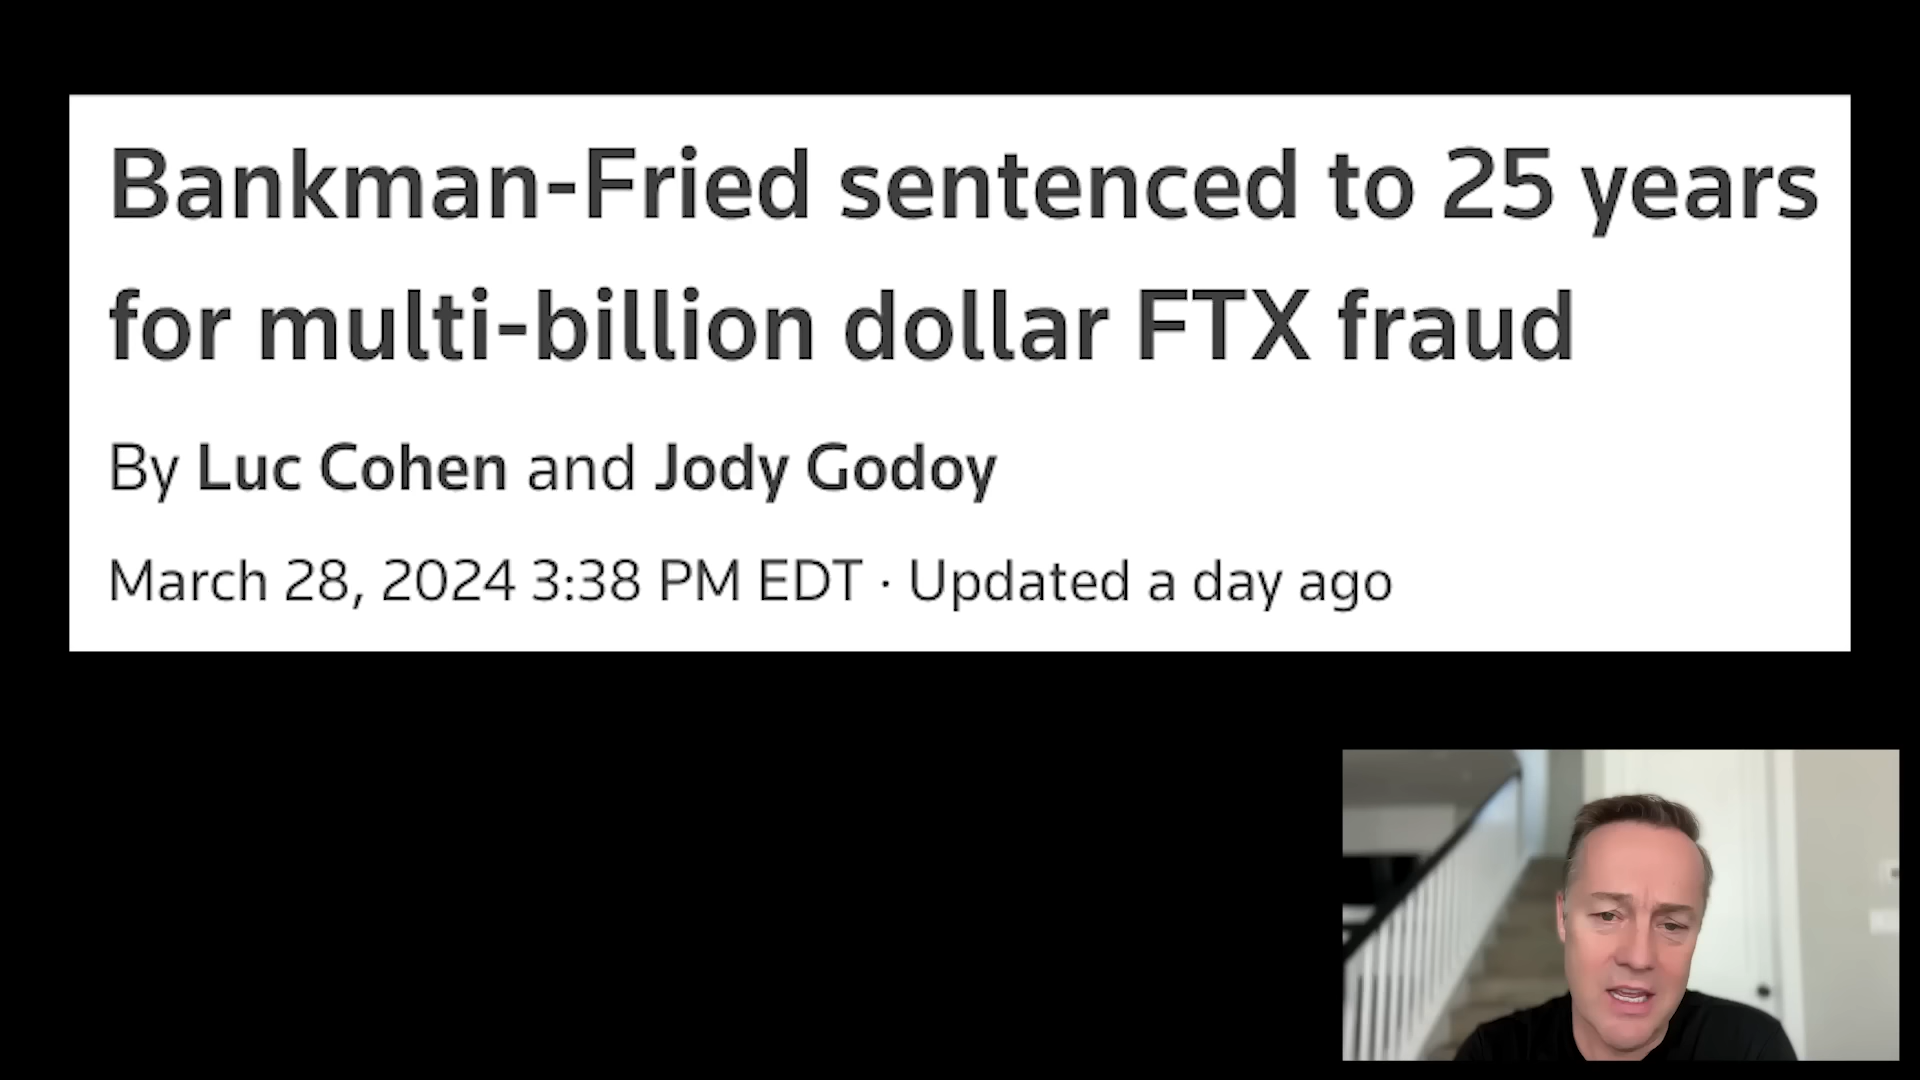 Bankman-Fried sentenced to 25 years
for multi-billion dollar FTX fraud
By Luc Cohen and Jody Godoy
March 28, 2024 3:38 PM EDT · Updated a day ago